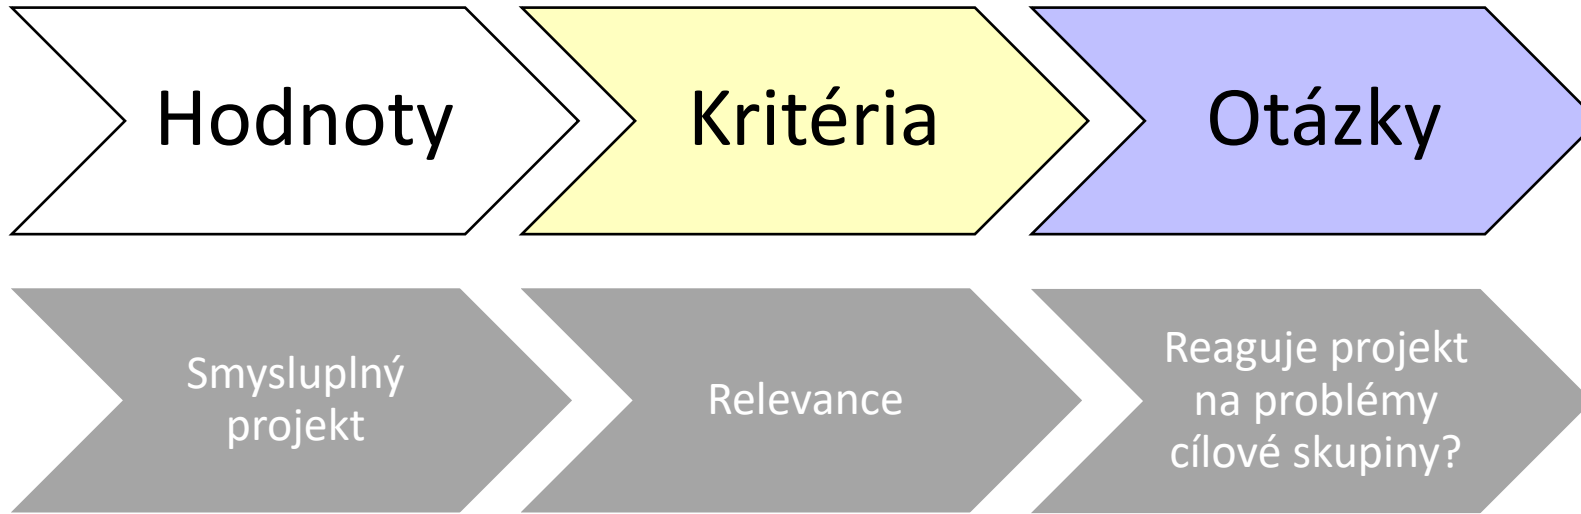 Hodnoty
Kritéria
Otázky
Smysluplný
projekt
Relevance
Reaguje projekt
na problémy
cílové skupiny?